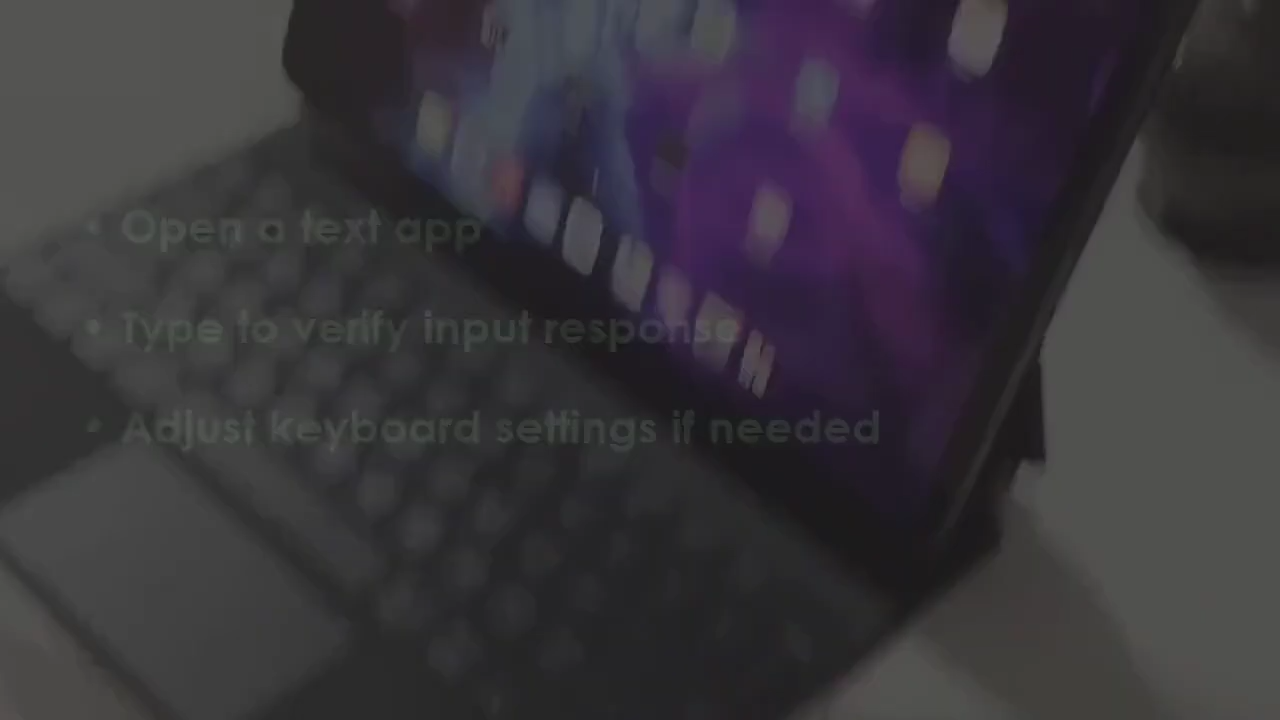 • Open a text app
• Type to verify input response
• Adjust keyboard settings if needed